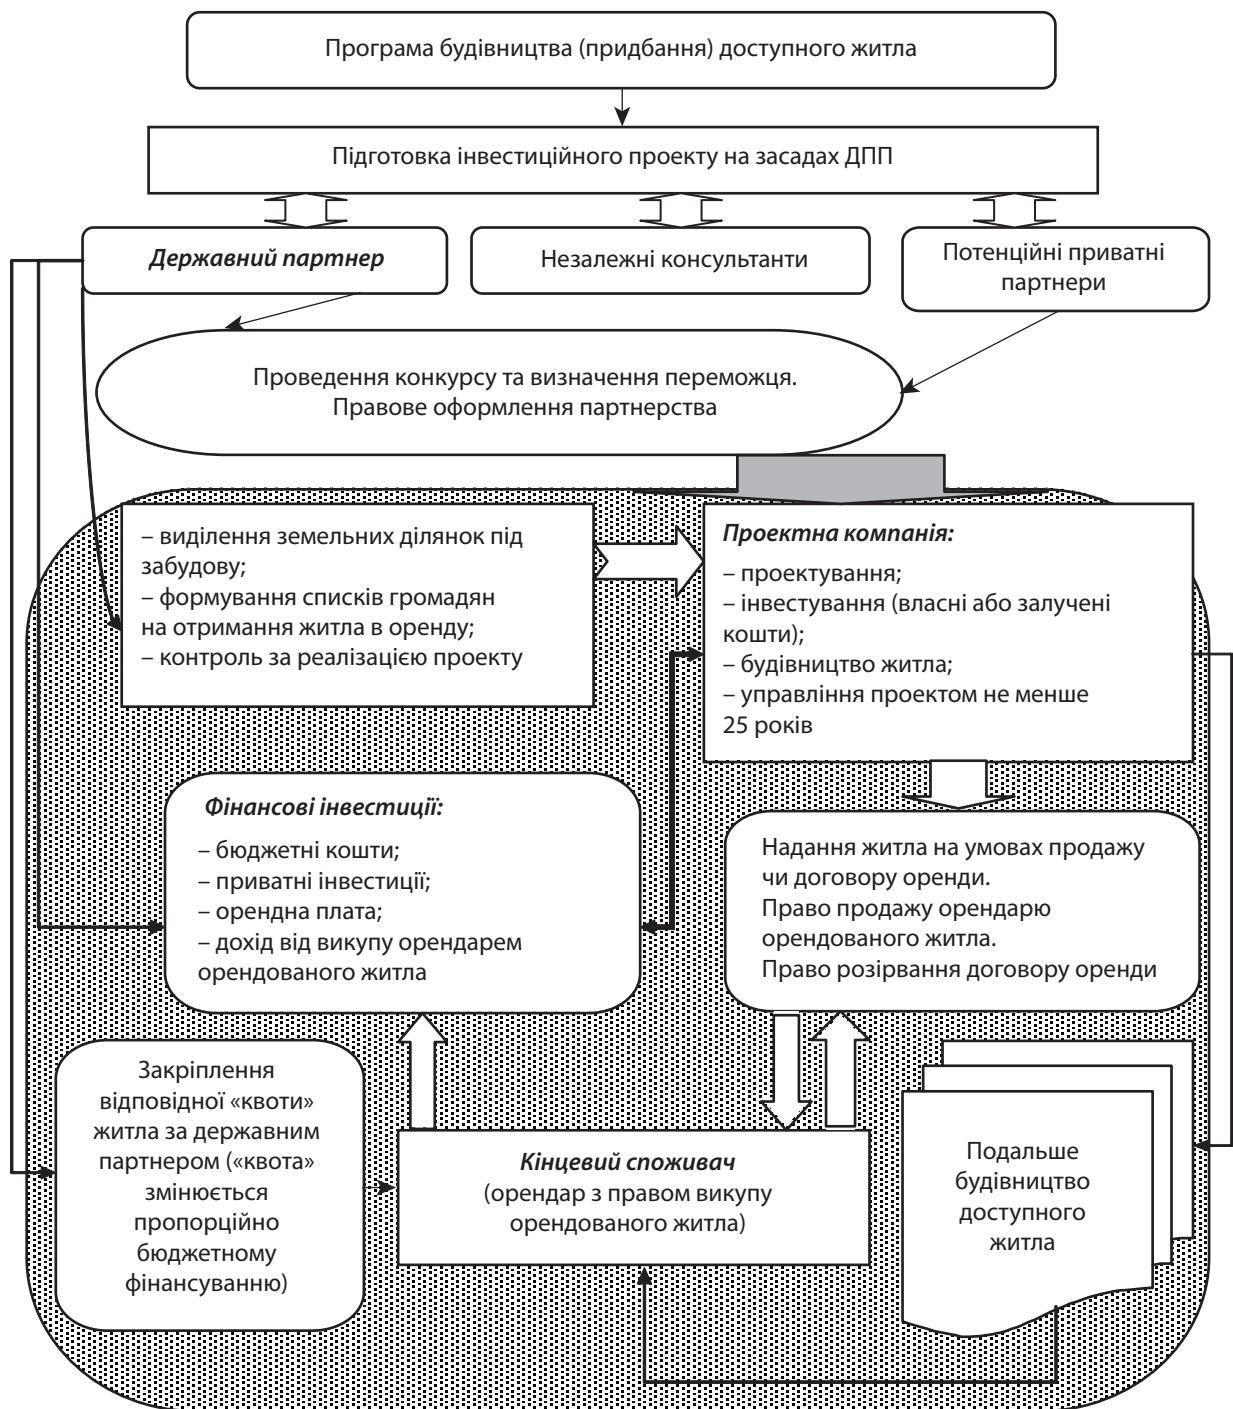 Програма будівництва (придбання) доступного житла
Підготовка інвестиційного проекту на засадах ДПП
Державний партнер
Незалежні консультанти
Потенційні приватні
партнери
Проведення конкурсу та визначення переможця.
Правове оформлення партнерства
– виділення земельних ділянок під
забудову;
– формування списків громадян
на отримання житла в оренду;
– контроль за реалізацією проекту
Проектна компанія:
– проектування;
– інвестування (власні або залучені
кошти);
– будівництво житла;
– управління проектом не менше
25 років
Фінансові інвестиції:
– бюджетні кошти;
– приватні інвестиції;
– орендна плата;
– дохід від викупу орендарем
орендованого житла
Надання житла на умовах продажу
чи договору оренди.
Право продажу орендарю
орендованого житла.
Право розірвання договору оренди
Закріплення
відповідної «квоти»
житла за державним
партнером («квота»
змінюється
пропорційно
бюджетному
фінансуванню)
Кінцевий споживач
(орендар з правом викупу
орендованого житла)
Подальше
будівництво
доступного
житла